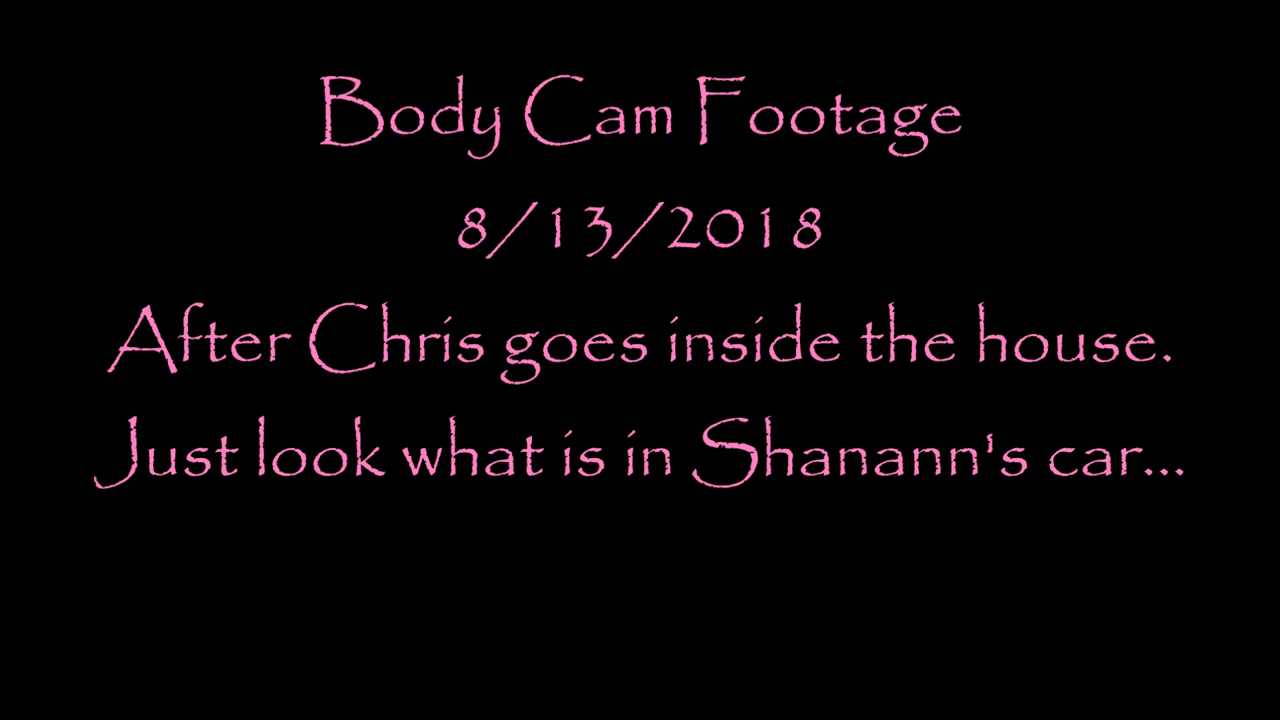 Body Cam Footage
8/13/2018
After Chris goes inside the house.
Just look what is in Shanann's car...